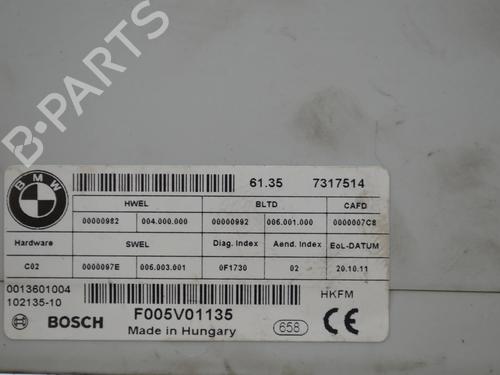 B-PARTS
BMW
61.35 7317514
HWEL BLTD CAFD
00000982 004.000.000 00000992 006.001.000 0000007C8
Hardware SWEL Diag. Index Aend. Index EoL-DATUM
C02 0000097E 006.003.001 0F1730 02 20.10.11
0013601004
102135-10
HKFM
BOSCH F005V01135
Made in Hungary 658 CE